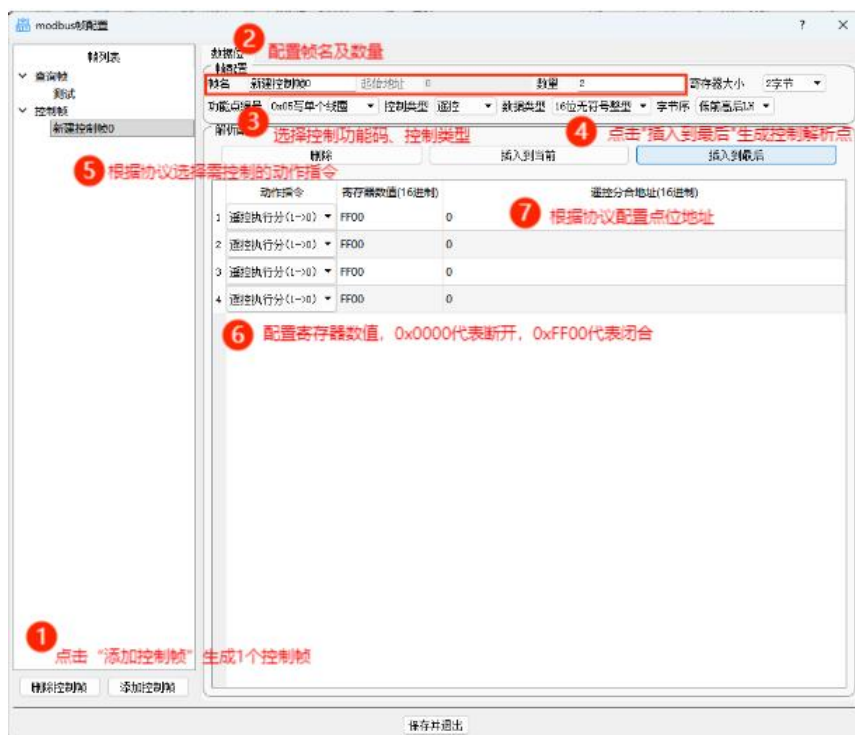 modbus帧配置 ? ×
帧列表
查询帧
测试
控制帧
新建控制帧0
数据位
2 配置帧名及数量
帧配置
帧名 新建控制帧0 起始地址 0 数量 2 寄存器大小 2字节
功能点编号 0x05写单个线圈 控制类型 遥控 数据类型 16位无符号整型 字节序 低前高后LH
3 选择控制功能码、控制类型
4 点击"插入到最后"生成控制解析点
删除 插入到当前 插入到最后
5 根据协议选择需控制的动作指令
动作指令 寄存器数值(16进制) 遥控分合地址(16进制)
1 遥控执行分(1->0) FF00 0
7 根据协议配置点位地址
2 遥控执行分(1->0) FF00 0
3 遥控执行分(1->0) FF00 0
4 遥控执行分(1->0) FF00 0
6 配置寄存器数值，0x0000代表断开，0xFF00代表闭合
1 点击“添加控制帧”生成1个控制帧
删除控制帧 添加控制帧
保存并退出